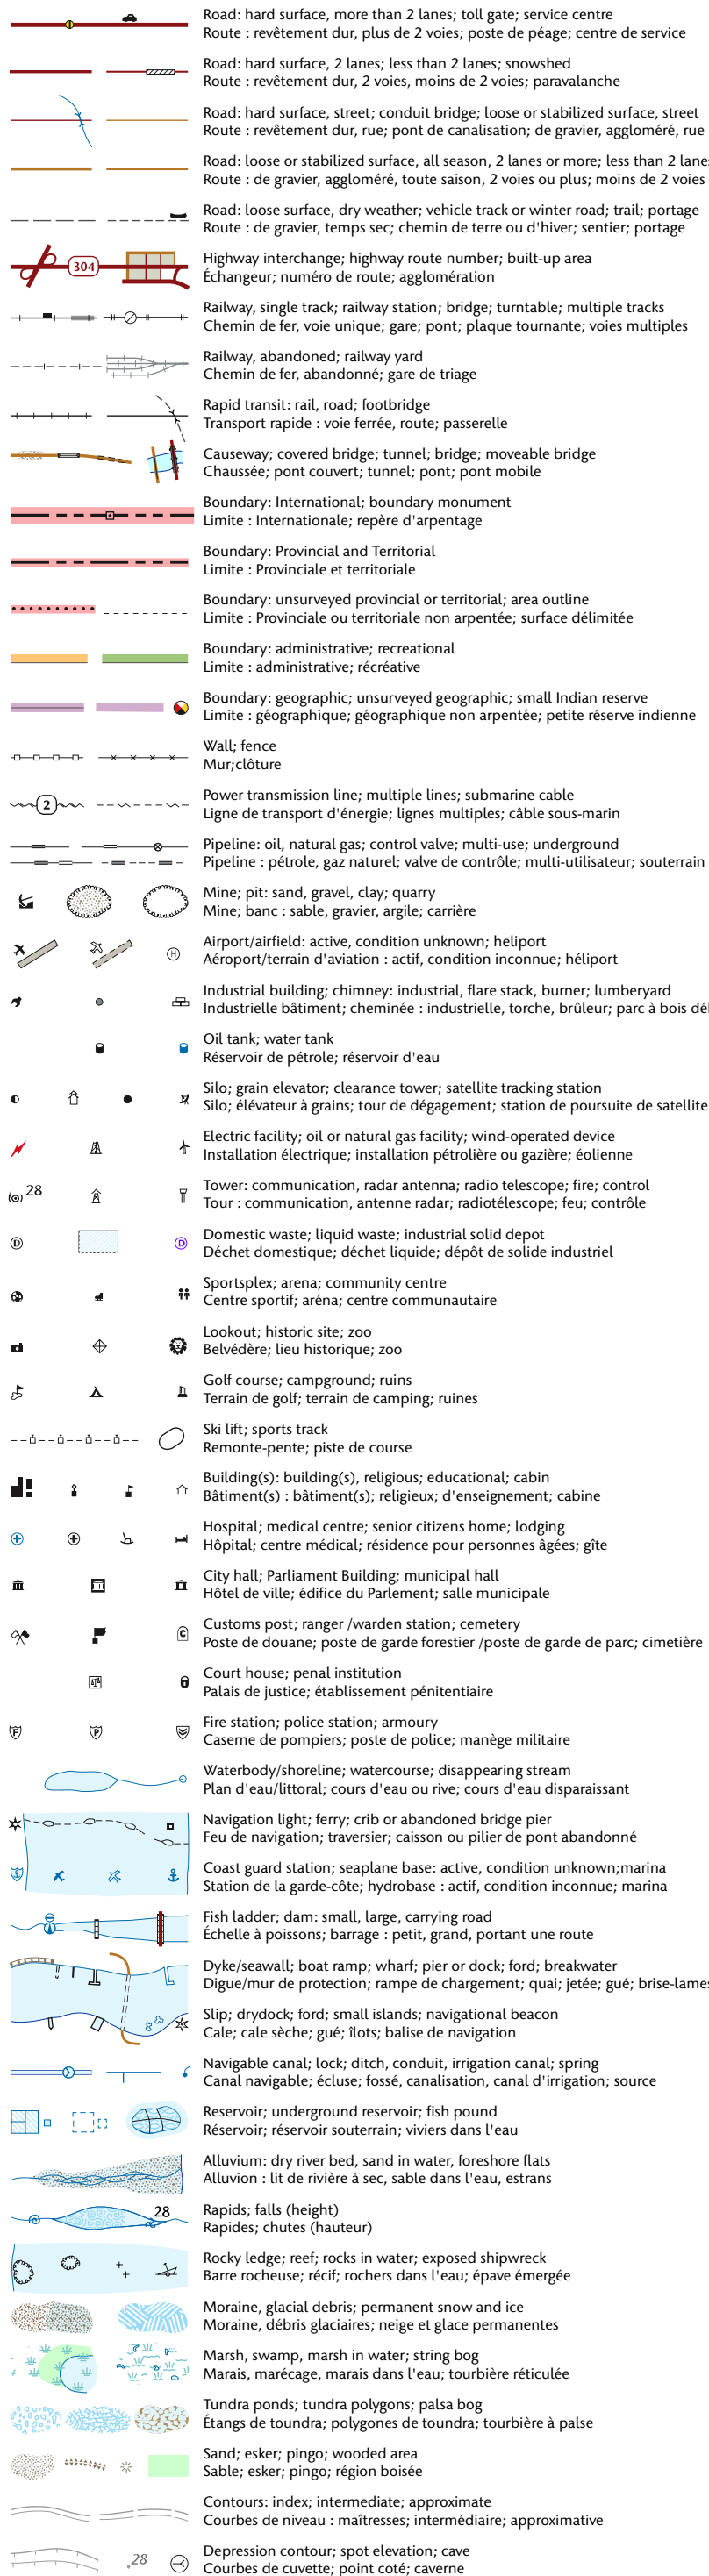 Road: hard surface, more than 2 lanes; toll gate; service centre
Route : revêtement dur, plus de 2 voies; poste de péage; centre de service
Road: hard surface, 2 lanes; less than 2 lanes; snowshed
Route : revêtement dur, 2 voies, moins de 2 voies; paravalanche
Road: hard surface, street; conduit bridge; loose or stabilized surface, street
Route : revêtement dur, rue; pont de canalisation; de gravier, aggloméré, rue
Road: loose or stabilized surface, all season, 2 lanes or more; less than 2 lane
Route : de gravier, aggloméré, toute saison, 2 voies ou plus; moins de 2 voies
Road: loose surface, dry weather; vehicle track or winter road; trail; portage
Route : de gravier, temps sec; chemin de terre ou d'hiver; sentier; portage
304
Highway interchange; highway route number; built-up area
Échangeur; numéro de route; agglomération
Railway, single track; railway station; bridge; turntable; multiple tracks
Chemin de fer, voie unique; gare; pont; plaque tournante; voies multiples
Railway, abandoned; railway yard
Chemin de fer, abandonné; gare de triage
Rapid transit: rail, road; footbridge
Transport rapide : voie ferrée, route; passerelle
Causeway; covered bridge; tunnel; bridge; moveable bridge
Chaussée; pont couvert; tunnel; pont; pont mobile
Boundary: International; boundary monument
Limite : Internationale; repère d'arpentage
Boundary: Provincial and Territorial
Limite : Provinciale et territoriale
Boundary: unsurveyed provincial or territorial; area outline
Limite : Provinciale ou territoriale non arpentée; surface délimitée
Boundary: administrative; recreational
Limite : administrative; récréative
Boundary: geographic; unsurveyed geographic; small Indian reserve
Limite : géographique; géographique non arpentée; petite réserve indienne
Wall; fence
Mur;clôture
2
Power transmission line; multiple lines; submarine cable
Ligne de transport d'énergie; lignes multiples; câble sous-marin
Pipeline: oil, natural gas; control valve; multi-use; underground
Pipeline : pétrole, gaz naturel; valve de contrôle; multi-utilisateur; souterrain
Mine; pit: sand, gravel, clay; quarry
Mine; banc : sable, gravier, argile; carrière
H
Airport/airfield: active, condition unknown; heliport
Aéroport/terrain d'aviation : actif, condition inconnue; héliport
Industrial building; chimney: industrial, flare stack, burner; lumberyard
Industrielle bâtiment; cheminée : industrielle, torche, brûleur; parc à bois dé
Oil tank; water tank
Réservoir de pétrole; réservoir d'eau
Silo; grain elevator; clearance tower; satellite tracking station
Silo; élévateur à grains; tour de dégagement; station de poursuite de satellite
Electric facility; oil or natural gas facility; wind-operated device
Installation électrique; installation pétrolière ou gazière; éolienne
28
Tower: communication, radar antenna; radio telescope; fire; control
Tour : communication, antenne radar; radiotélescope; feu; contrôle
D D
Domestic waste; liquid waste; industrial solid depot
Déchet domestique; déchet liquide; dépôt de solide industriel
Sportsplex; arena; community centre
Centre sportif; aréna; centre communautaire
Lookout; historic site; zoo
Belvédère; lieu historique; zoo
Golf course; campground; ruins
Terrain de golf; terrain de camping; ruines
Ski lift; sports track
Remonte-pente; piste de course
Building(s): building(s), religious; educational; cabin
Bâtiment(s) : bâtiment(s); religieux; d'enseignement; cabine
Hospital; medical centre; senior citizens home; lodging
Hôpital; centre médical; résidence pour personnes âgées; gîte
City hall; Parliament Building; municipal hall
Hôtel de ville; édifice du Parlement; salle municipale
C
Customs post; ranger /warden station; cemetery
Poste de douane; poste de garde forestier /poste de garde de parc; cimetière
Court house; penal institution
Palais de justice; établissement pénitentiaire
F P
Fire station; police station; armoury
Caserne de pompiers; poste de police; manège militaire
Waterbody/shoreline; watercourse; disappearing stream
Plan d'eau/littoral; cours d'eau ou rive; cours d'eau disparaissant
Navigation light; ferry; crib or abandoned bridge pier
Feu de navigation; traversier; caisson ou pilier de pont abandonné
Coast guard station; seaplane base: active, condition unknown;marina
Station de la garde-côte; hydrobase : actif, condition inconnue; marina
Fish ladder; dam: small, large, carrying road
Échelle à poissons; barrage : petit, grand, portant une route
Dyke/seawall; boat ramp; wharf; pier or dock; ford; breakwater
Digue/mur de protection; rampe de chargement; quai; jetée; gué; brise-lames
Slip; drydock; ford; small islands; navigational beacon
Cale; cale sèche; gué; îlots; balise de navigation
Navigable canal; lock; ditch, conduit, irrigation canal; spring
Canal navigable; écluse; fossé, canalisation, canal d'irrigation; source
Reservoir; underground reservoir; fish pound
Réservoir; réservoir souterrain; viviers dans l'eau
Alluvium: dry river bed, sand in water, foreshore flats
Alluvion : lit de rivière à sec, sable dans l'eau, estrans
28
Rapids; falls (height)
Rapides; chutes (hauteur)
Rocky ledge; reef; rocks in water; exposed shipwreck
Barre rocheuse; récif; rochers dans l'eau; épave émergée
Moraine, glacial debris; permanent snow and ice
Moraine, débris glaciaires; neige et glace permanentes
Marsh, swamp, marsh in water; string bog
Marais, marécage, marais dans l'eau; tourbière réticulée
Tundra ponds; tundra polygons; palsa bog
Étangs de toundra; polygones de toundra; tourbière à palse
Sand; esker; pingo; wooded area
Sable; esker; pingo; région boisée
Contours: index; intermediate; approximate
Courbes de niveau : maîtresses; intermédiaire; approximative
.28
Depression contour; spot elevation; cave
Courbes de cuvette; point coté; caverne